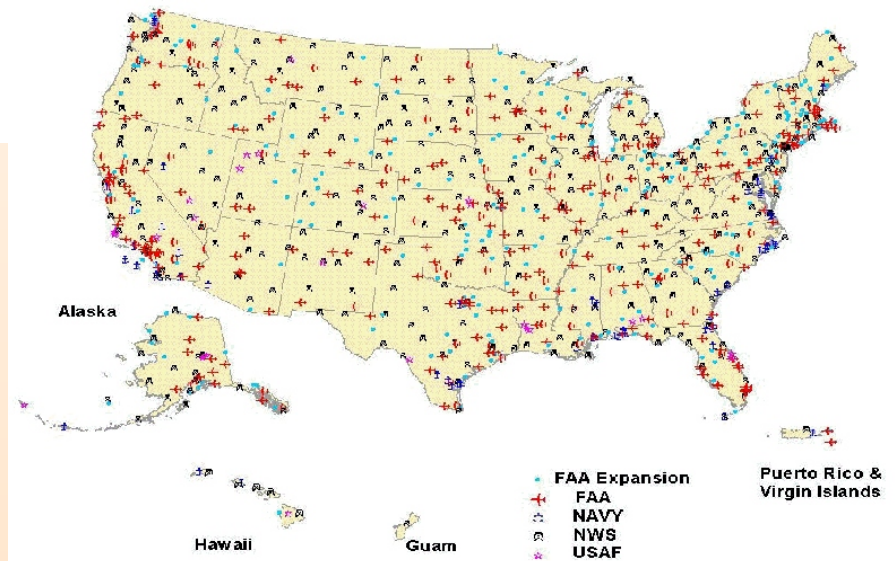 Alaska
Hawaii
Guam
Puerto Rico &
Virgin Islands
FAA Expansion
FAA
NAVY
NWS
USAF